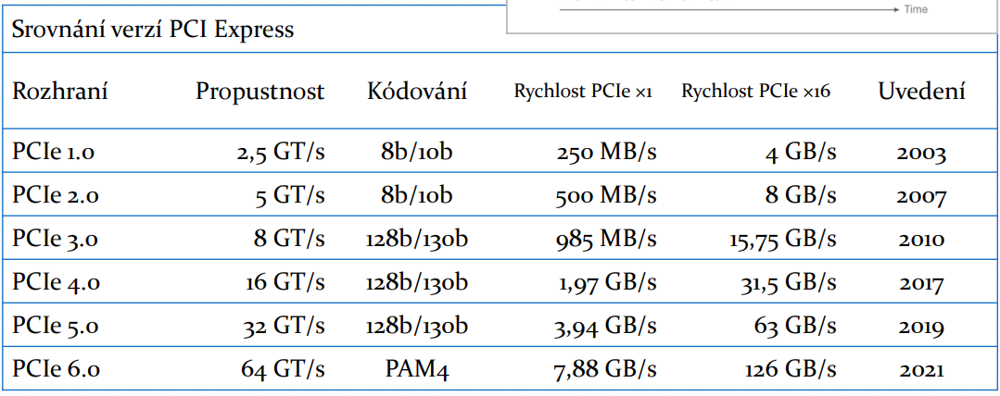 Time
Srovnání verzí PCI Express
Rozhraní Propustnost Kódování Rychlost PCIe ×1 Rychlost PCIe ×16 Uvedení
PCIe 1.0 2,5 GT/s 8b/10b 250 MB/s 4 GB/s 2003
PCIe 2.0 5 GT/s 8b/10b 500 MB/s 8 GB/s 2007
PCIe 3.0 8 GT/s 128b/130b 985 MB/s 15,75 GB/s 2010
PCIe 4.0 16 GT/s 128b/130b 1,97 GB/s 31,5 GB/s 2017
PCIe 5.0 32 GT/s 128b/130b 3,94 GB/s 63 GB/s 2019
PCIe 6.0 64 GT/s PAM4 7,88 GB/s 126 GB/s 2021